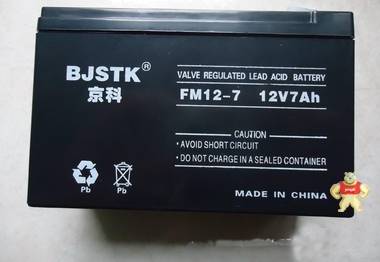 BJSTK®
京科
VALVE REGULATED LEAD ACID BATTERY
FM12-7 12V7Ah
CAUTION
•AVOID SHORT CIRCUIT
•DO NOT CHARGE IN A SEALED CONTAINER
Pb
Pb
MADE IN CHINA